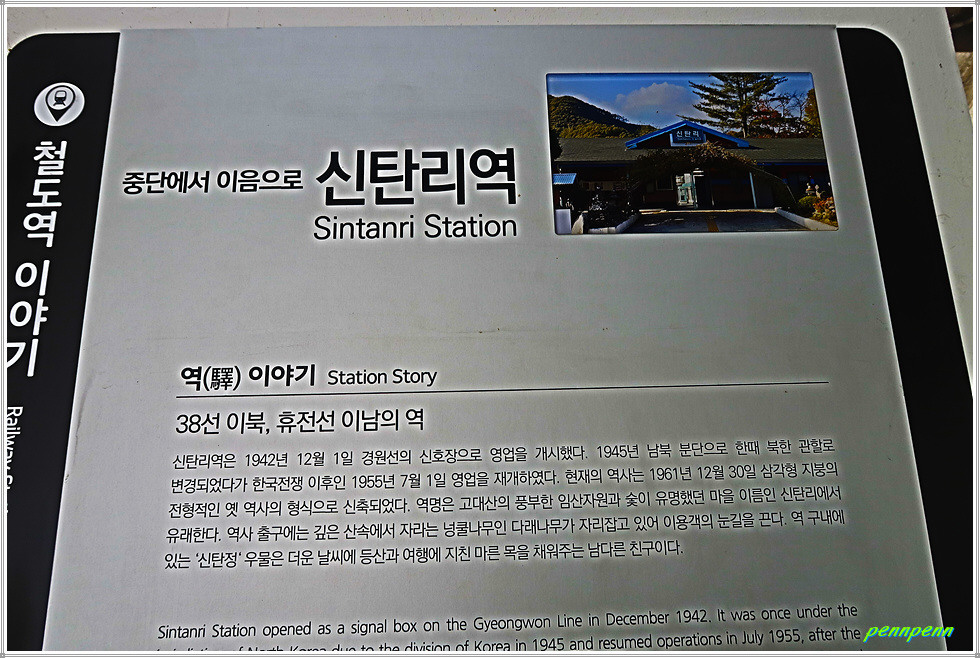 철도역 이야기
Railway
중단에서 이음으로 신탄리역
Sintanri Station
신탄리
역(驛) 이야기 Station Story
38선 이북, 휴전선 이남의 역
신탄리역은 1942년 12월 1일 경원선의 신호장으로 영업을 개시했다. 1945년 남북 분단으로 한때 북한 관할로
변경되었다가 한국전쟁 이후인 1955년 7월 1일 영업을 재개하였다. 현재의 역사는 1961년 12월 30일 삼각형 지붕의
전형적인 옛 역사의 형식으로 신축되었다. 역명은 고대산의 풍부한 임산자원과 숯이 유명했던 마을 이름인 신탄리에서
유래한다. 역사 출구에는 깊은 산속에서 자라는 넝쿨나무인 다래나무가 자리잡고 있어 이용객의 눈길을 끈다. 역 구내에
있는 '신탄정' 우물은 더운 날씨에 등산과 여행에 지친 마른 목을 채워주는 남다른 친구이다.
Sintanri Station opened as a signal box on the Gyeongwon Line in December 1942. It was once under the
of North Korea due to the division of Korea in 1945 and resumed operations in July 1955, after the
pennpenn